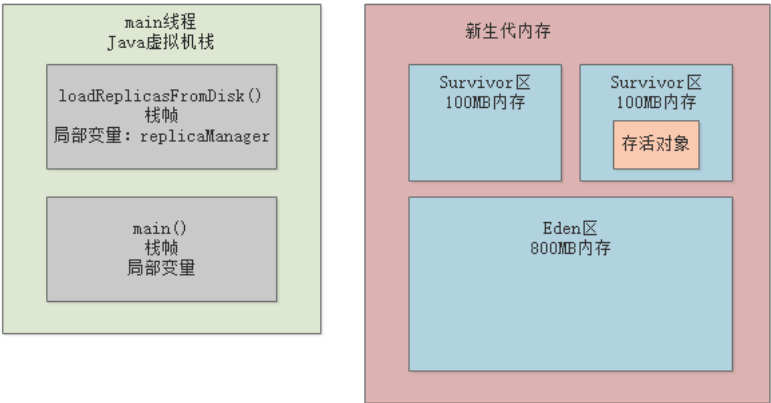 main线程
Java虚拟机栈
loadReplicasFromDisk()
栈帧
局部变量：replicaManager
main()
栈帧
局部变量
新生代内存
Survivor区
100MB内存
Survivor区
100MB内存
存活对象
Eden区
800MB内存